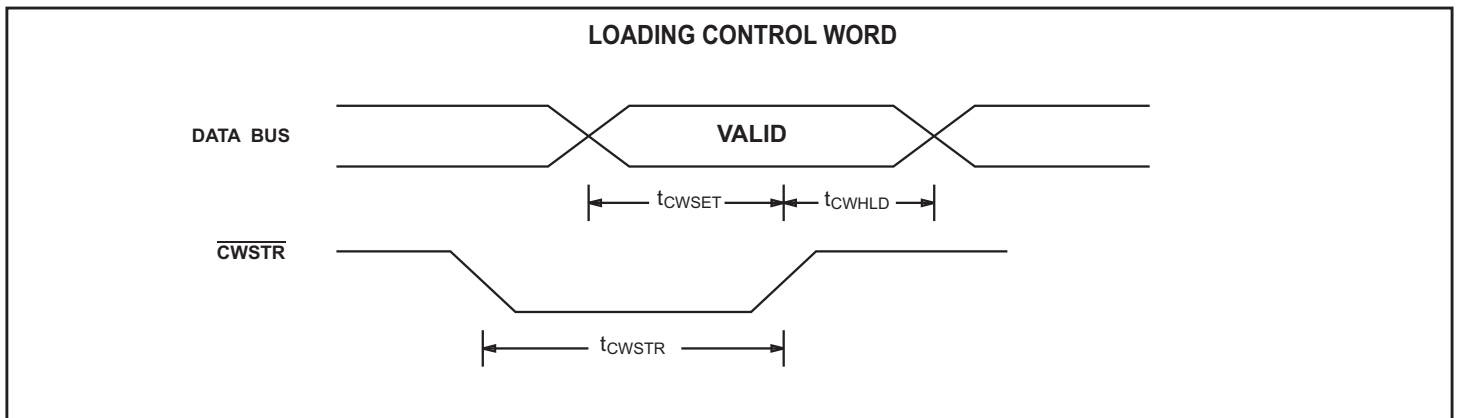 LOADING CONTROL WORD
DATA BUS
VALID
tCWSET
tCWHLD
CWSTR
tCWSTR